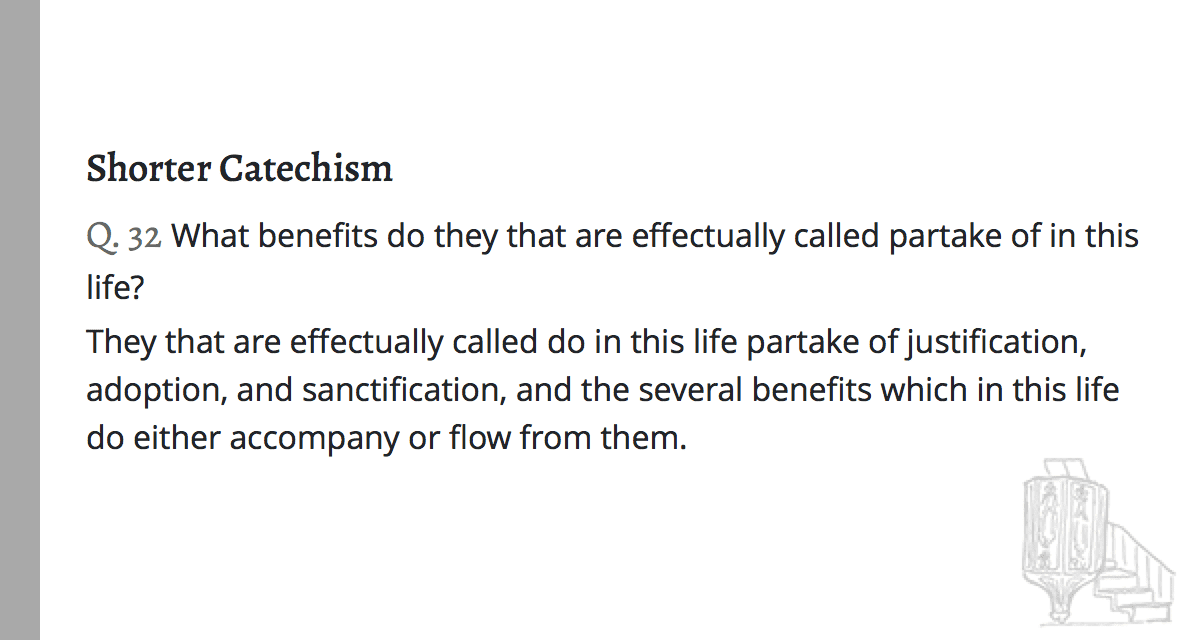 Shorter Catechism
Q. 32 What benefits do they that are effectually called partake of in this
life?
They that are effectually called do in this life partake of justification,
adoption, and sanctification, and the several benefits which in this life
do either accompany or flow from them.